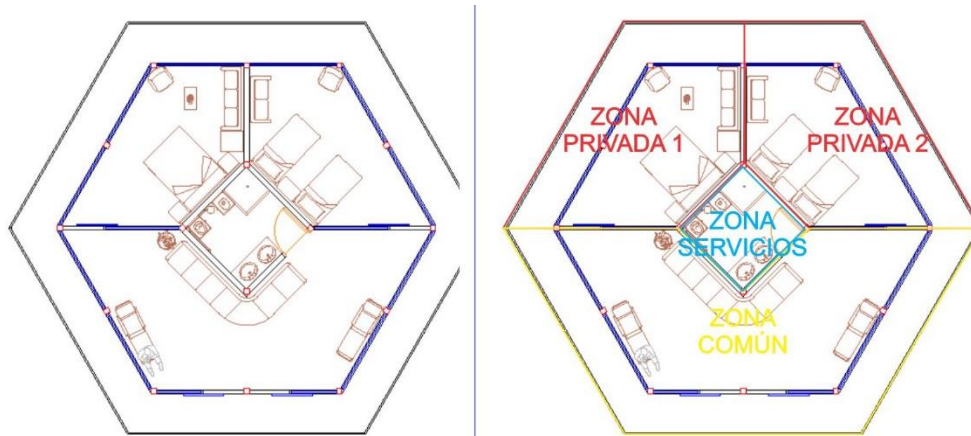 ZONA
PRIVADA 1
ZONA
PRIVADA 2
ZONA
SERVICIOS
ZONA
COMÚN